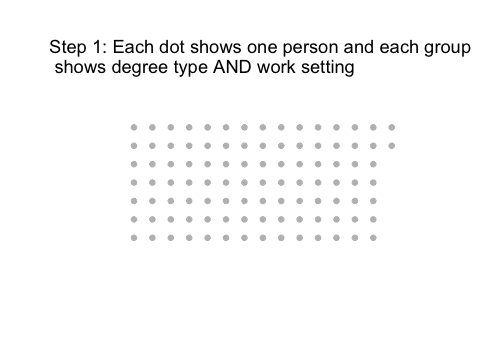 Step 1: Each dot shows one person and each group
shows degree type AND work setting